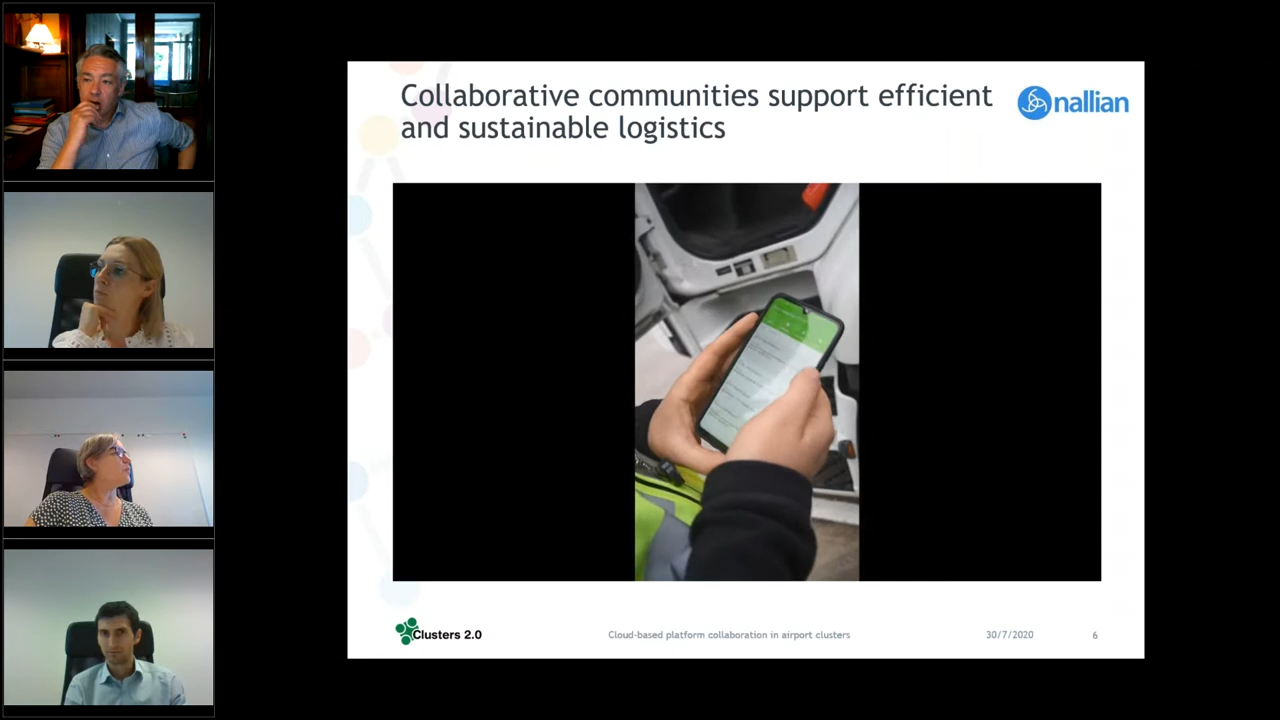 Collaborative communities support efficient
and sustainable logistics
nallian
Clusters 2.0
Cloud-based platform collaboration in airport clusters
30/7/2020
6